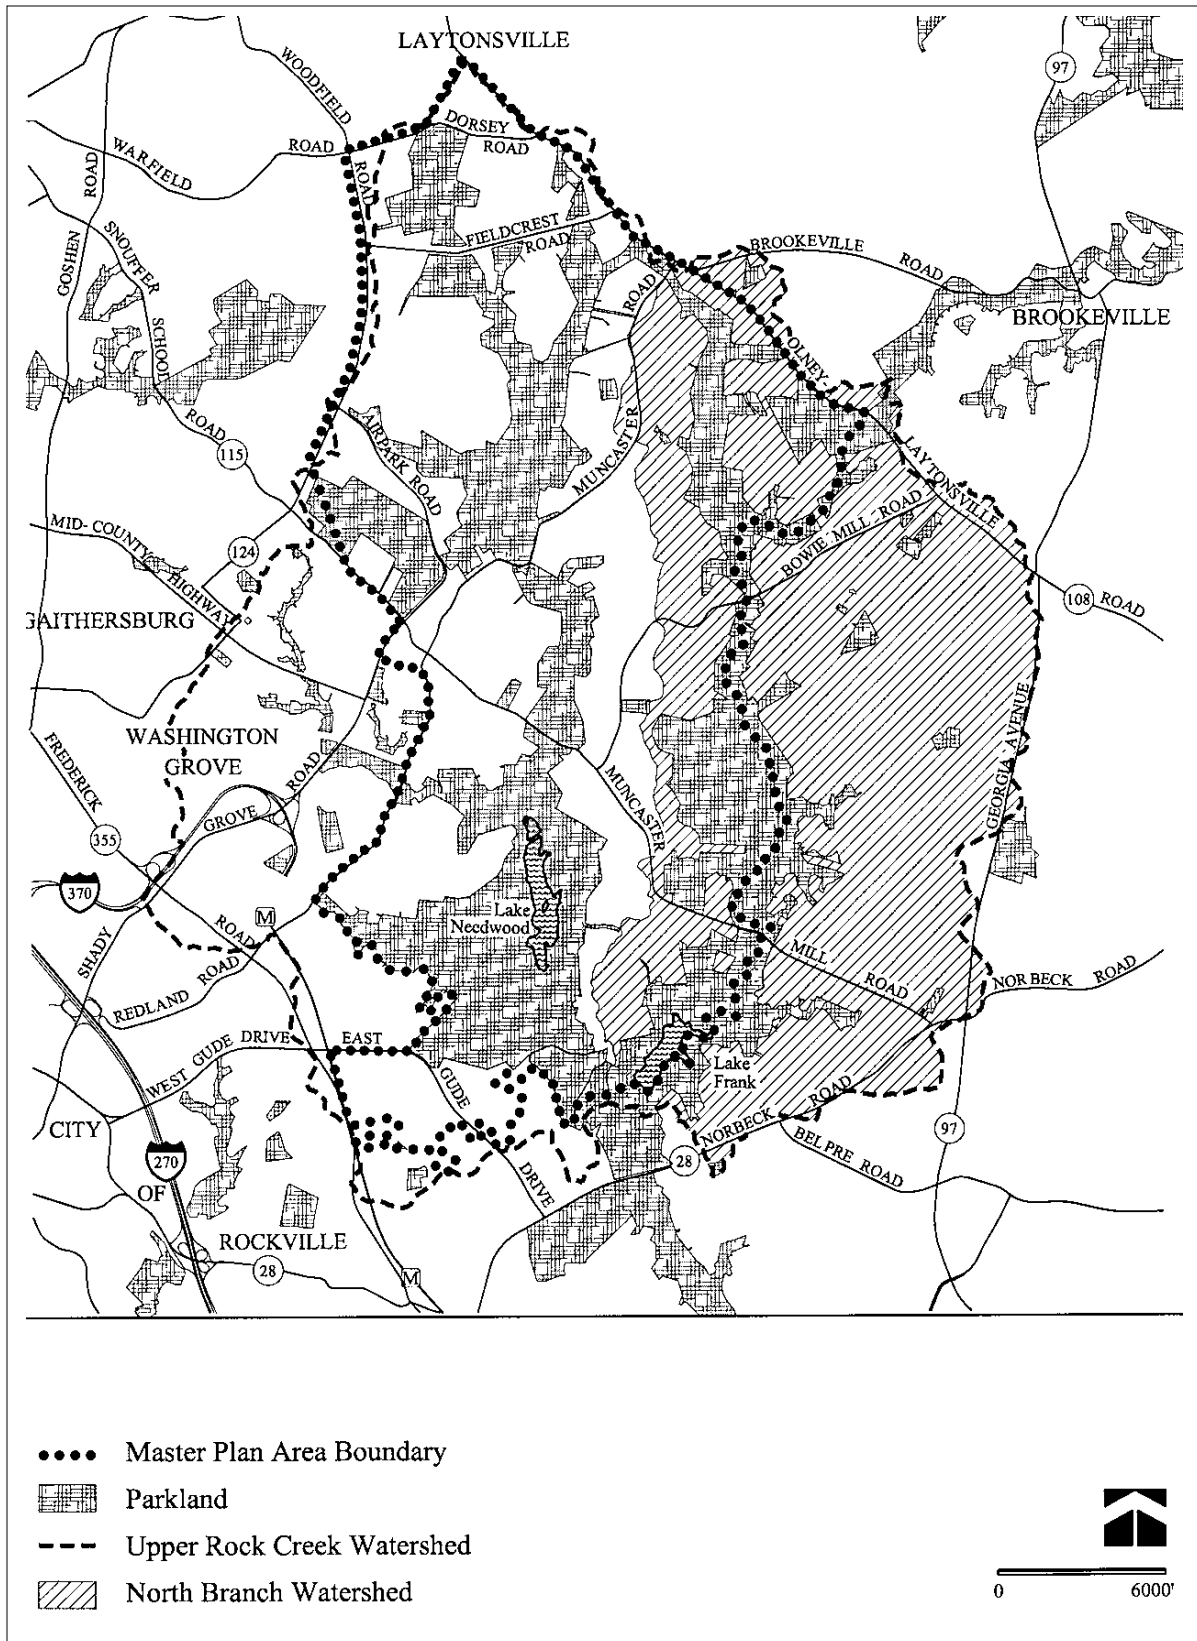 LAYTONSVILLE
97
WOODFIELD
ROAD
DORSEY
ROAD
WARFIELD
ROAD
GOSHEN
ROAD
SNOUFFER
SCHOOL
ROAD
115
FIELDCREST
ROAD
BROOKEVILLE
ROAD
BROOKEVILLE
MUNCASTER
ROAD
OLNEY-
LAYTONSVILLE
ROAD
108
AIRPARK ROAD
BOWIE MILL ROAD
MID-COUNTY
HIGHWAY
124
GAITHERSBURG
WASHINGTON
GROVE
FREDERICK
ROAD
355
SHADY
GROVE
ROAD
370
M
REDLAND
ROAD
Lake
Needwood
MUNCASTER
MILL
ROAD
GEORGIA AVENUE
NORBECK
ROAD
WEST GUDE
DRIVE
EAST
GUDE
DRIVE
Lake
Frank
NORBECK
ROAD
28
BELPRE ROAD
97
CITY
270
OF
ROCKVILLE
28
M
Master Plan Area Boundary
Parkland
Upper Rock Creek Watershed
North Branch Watershed
0 6000'